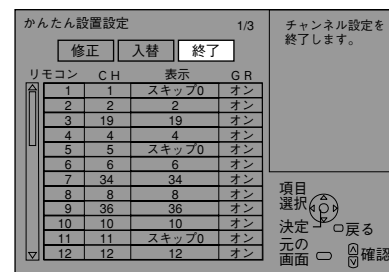 かんたん設置設定 1/3
修正 入替 終了
リモコン CH 表示 GR
1 1 スキップ0 オン
2 2 2 オン
3 19 19 オン
4 4 4 オン
5 5 スキップ0 オン
6 6 6 オン
7 34 34 オン
8 8 8 オン
9 36 36 オン
10 10 10 オン
11 11 スキップ0 オン
12 12 12 オン
チャンネル設定を
終了します。
項目
選択
決定 戻る
元の
画面 確認